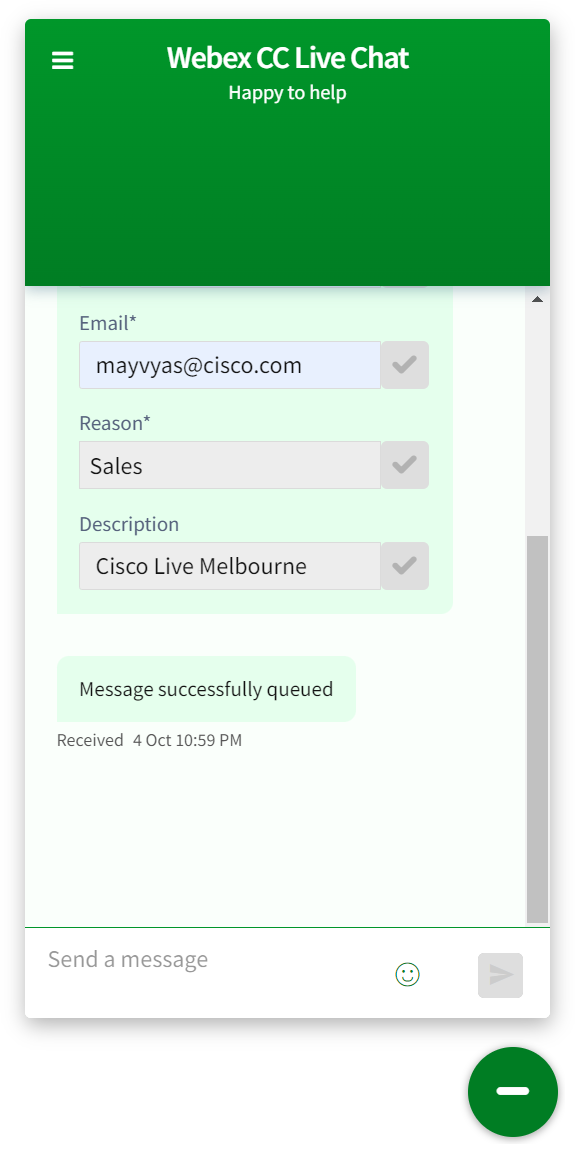 Webex CC Live Chat
Happy to help
Email*
mayvyas@cisco.com
Reason*
Sales
Description
Cisco Live Melbourne
Message successfully queued
Received 4 Oct 10:59 PM
Send a message